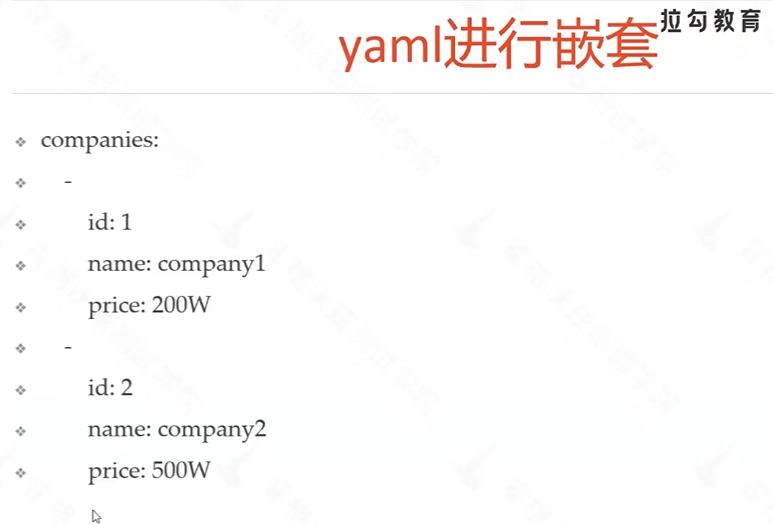 拉勾教育
yaml进行嵌套
❖ companies:
❖ -
❖ id: 1
❖ name: company1
❖ price: 200W
❖ -
❖ id: 2
❖ name: company2
❖ price: 500W